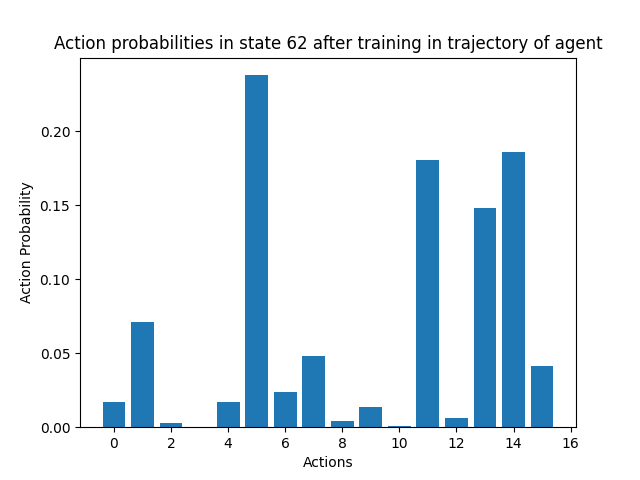 Action probabilities in state 62 after training in trajectory of agent
0.20
0.15
0.10
0.05
0.00
Action Probability
0 2 4 6 8 10 12 14 16
Actions